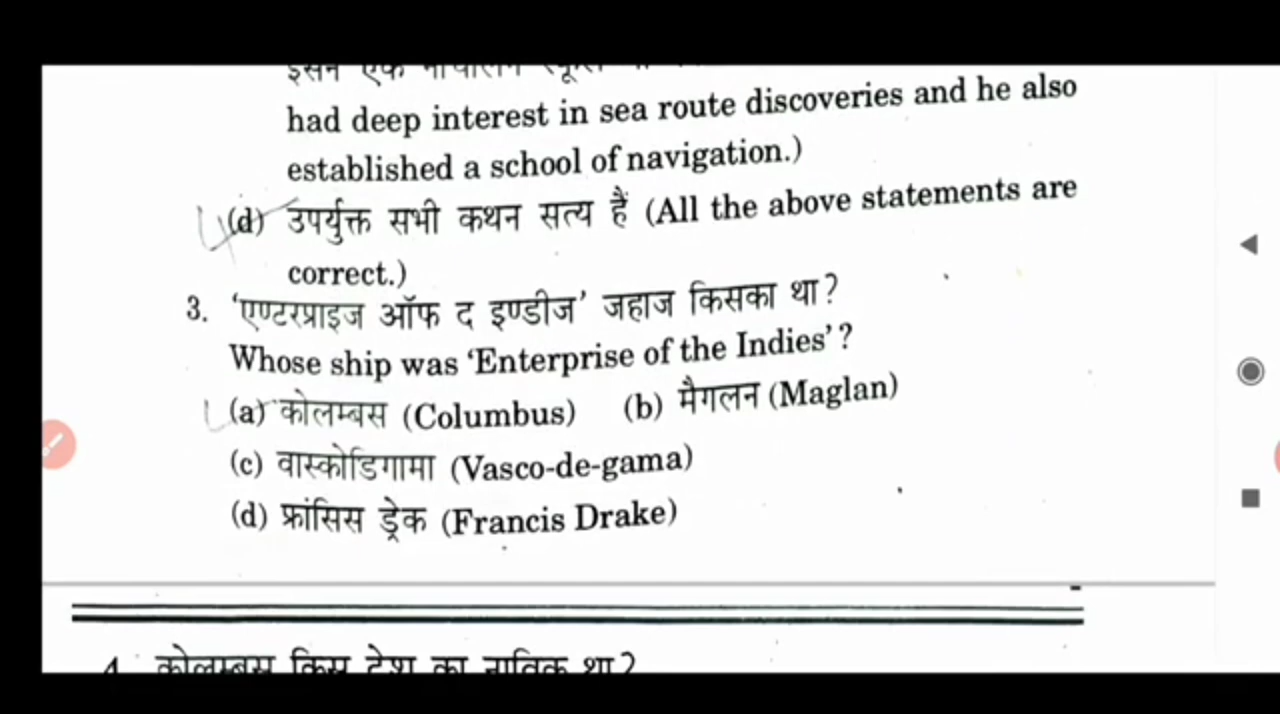 had deep interest in sea route discoveries and he also
established a school of navigation.)
(d) उपर्युक्त सभी कथन सत्य हैं (All the above statements are
correct.)
3. ‘एण्टरप्राइज ऑफ द इण्डीज’ जहाज किसका था?
Whose ship was ‘Enterprise of the Indies’?
(a) कोलम्बस (Columbus) (b) मैगलन (Maglan)
(c) वास्कोडिगामा (Vasco-de-gama)
(d) फ्रांसिस ड्रेक (Francis Drake)
4. कोलम्बस किस देश का नाविक था?